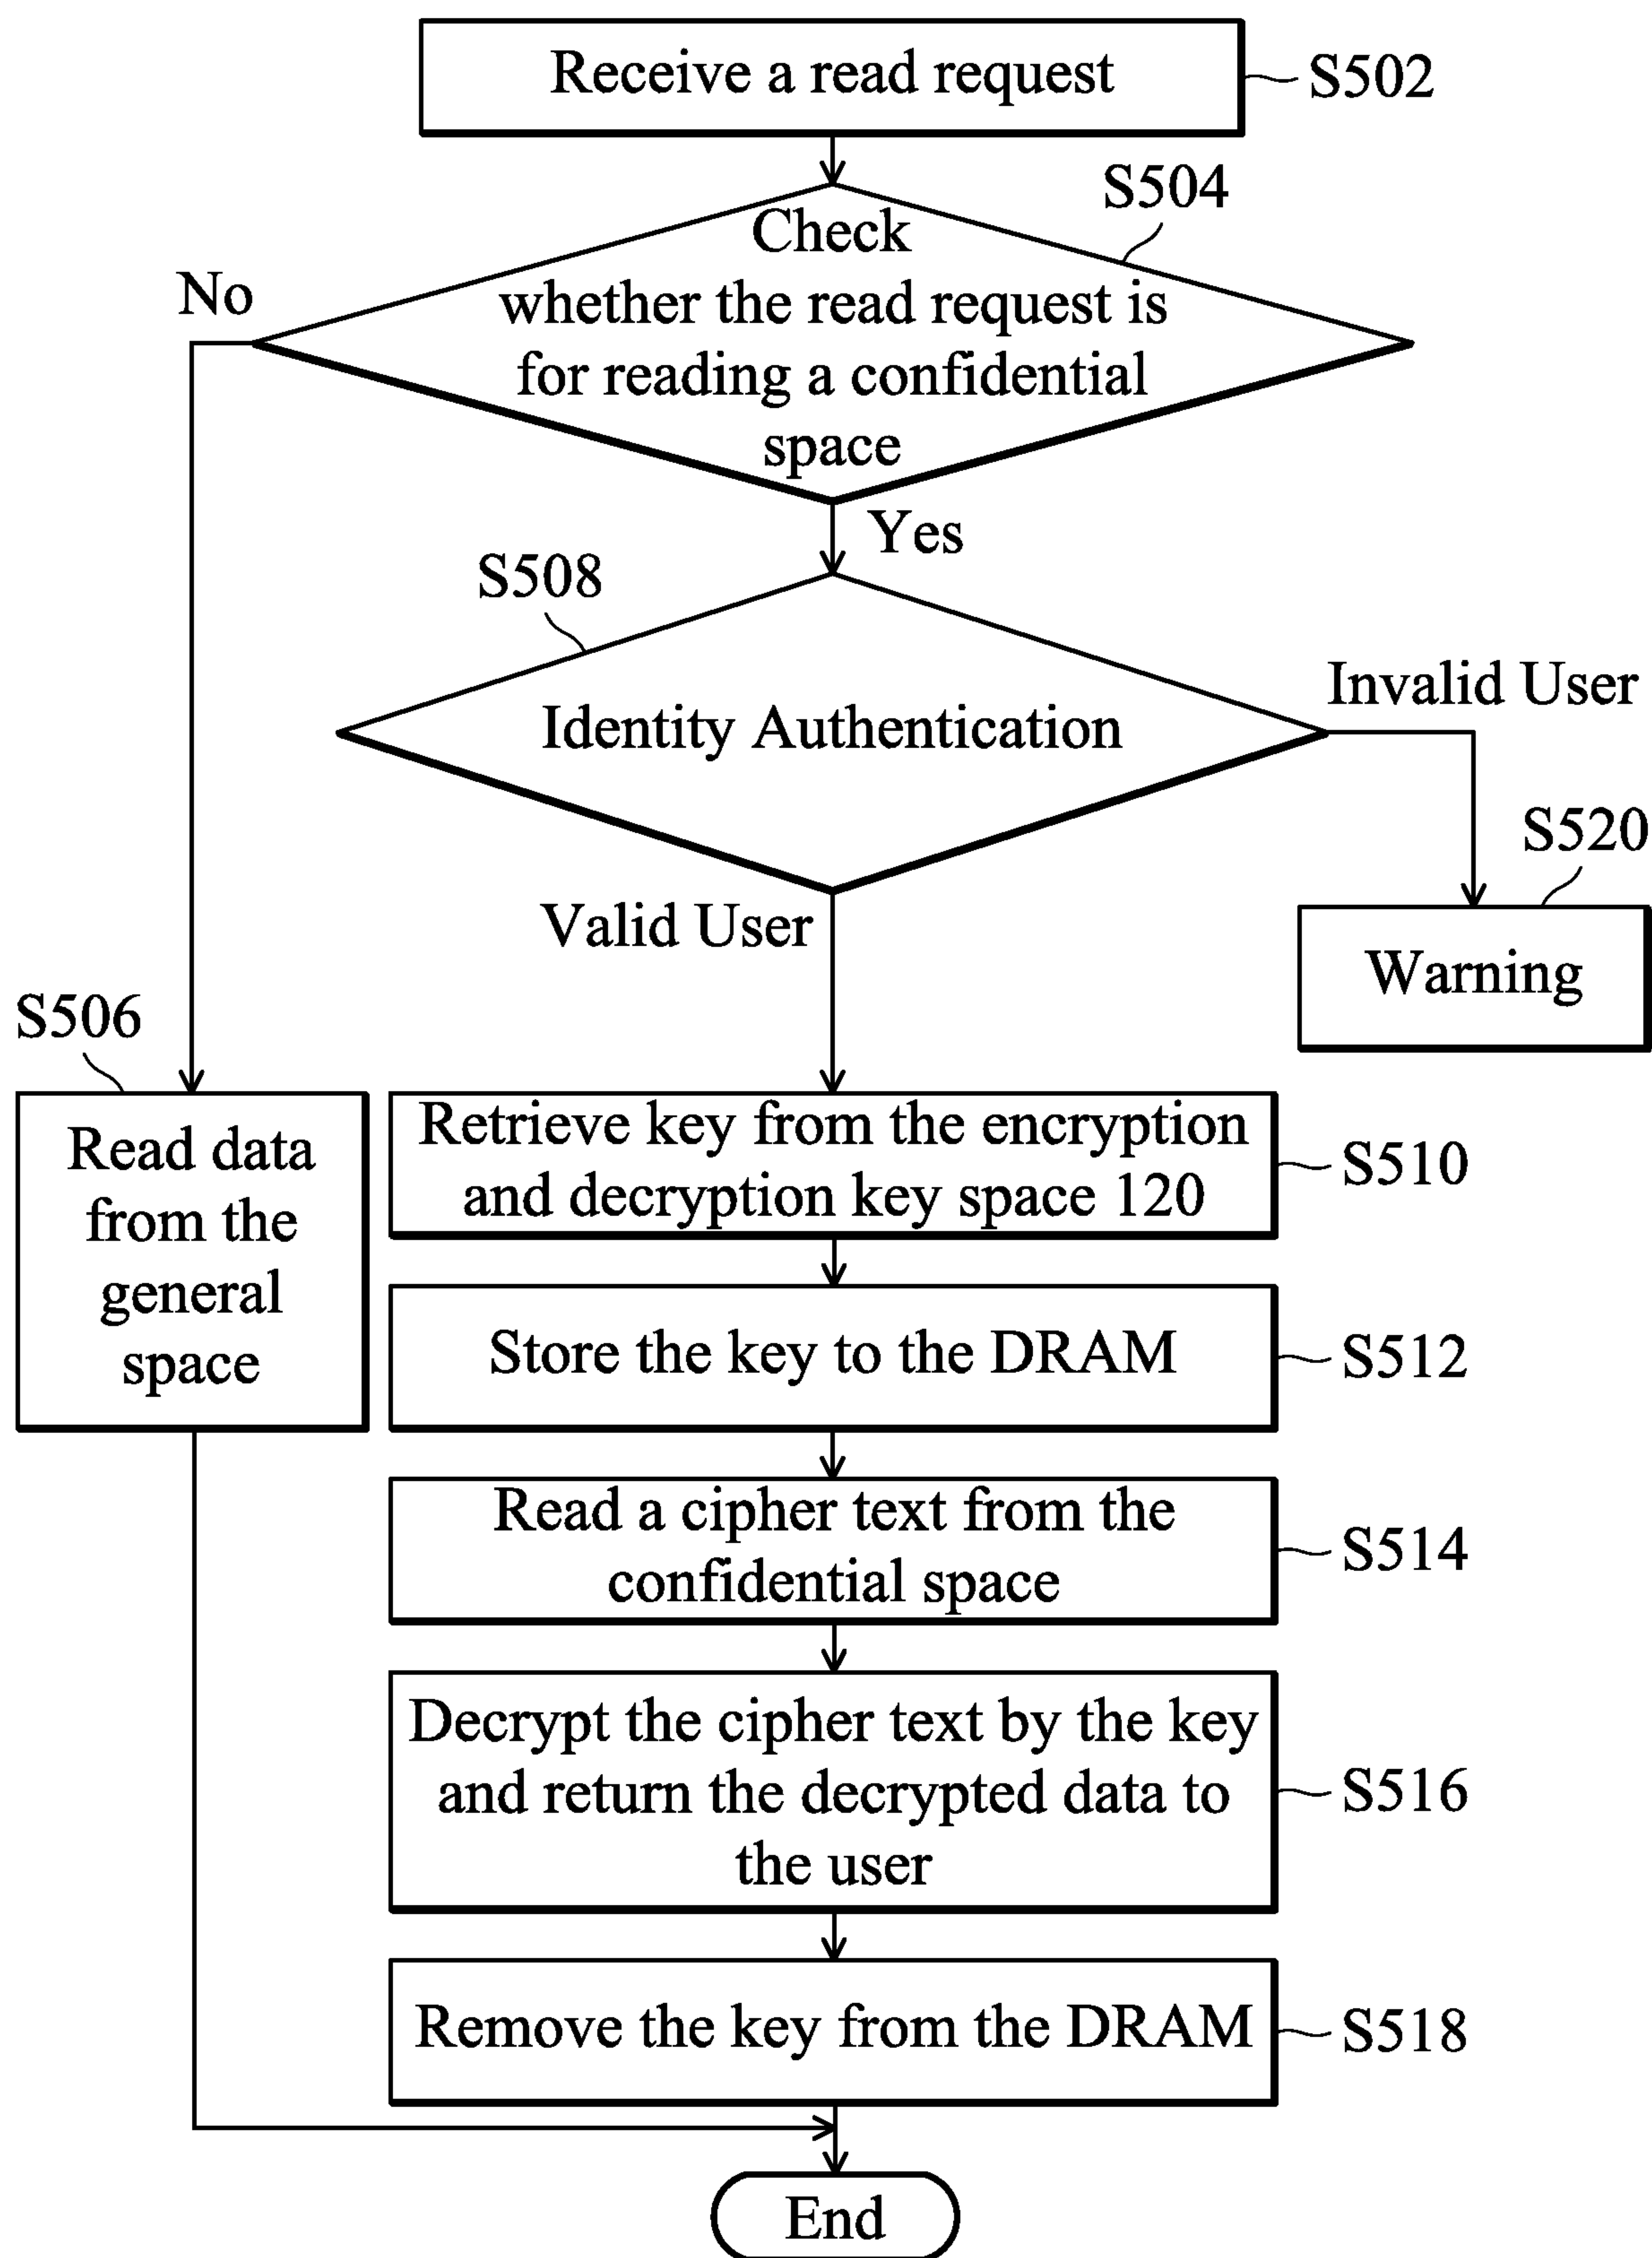 Receive a read request
S502
S504
Check
whether the read request is
for reading a confidential
space
No
Yes
S508
Identity Authentication
Invalid User
S520
Warning
Valid User
S506
Read data
from the
general
space
Retrieve key from the encryption
and decryption key space 120
S510
Store the key to the DRAM
S512
Read a cipher text from the
confidential space
S514
Decrypt the cipher text by the key
and return the decrypted data to
the user
S516
Remove the key from the DRAM
S518
End